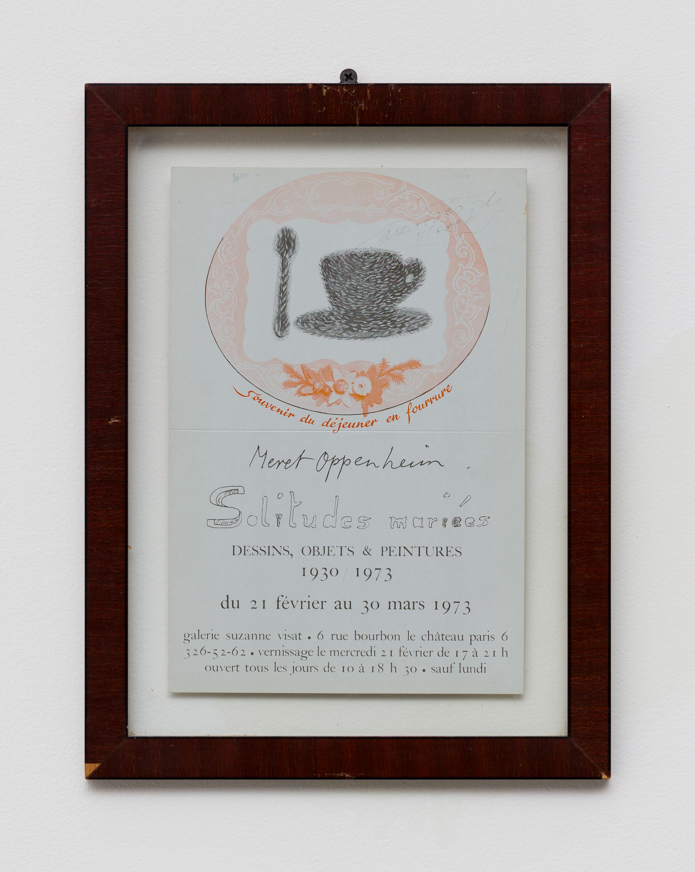 Souvenir du déjeuner en fourrure
Meret Oppenheim.
Solitudes mariées
DESSINS, OBJETS & PEINTURES
1930 / 1973
du 21 février au 30 mars 1973
galerie suzanne visat • 6 rue bourbon le château paris 6
326-52-62 • vernissage le mercredi 21 février de 17 à 21 h
ouvert tous les jours de 10 à 18 h 30 • sauf lundi